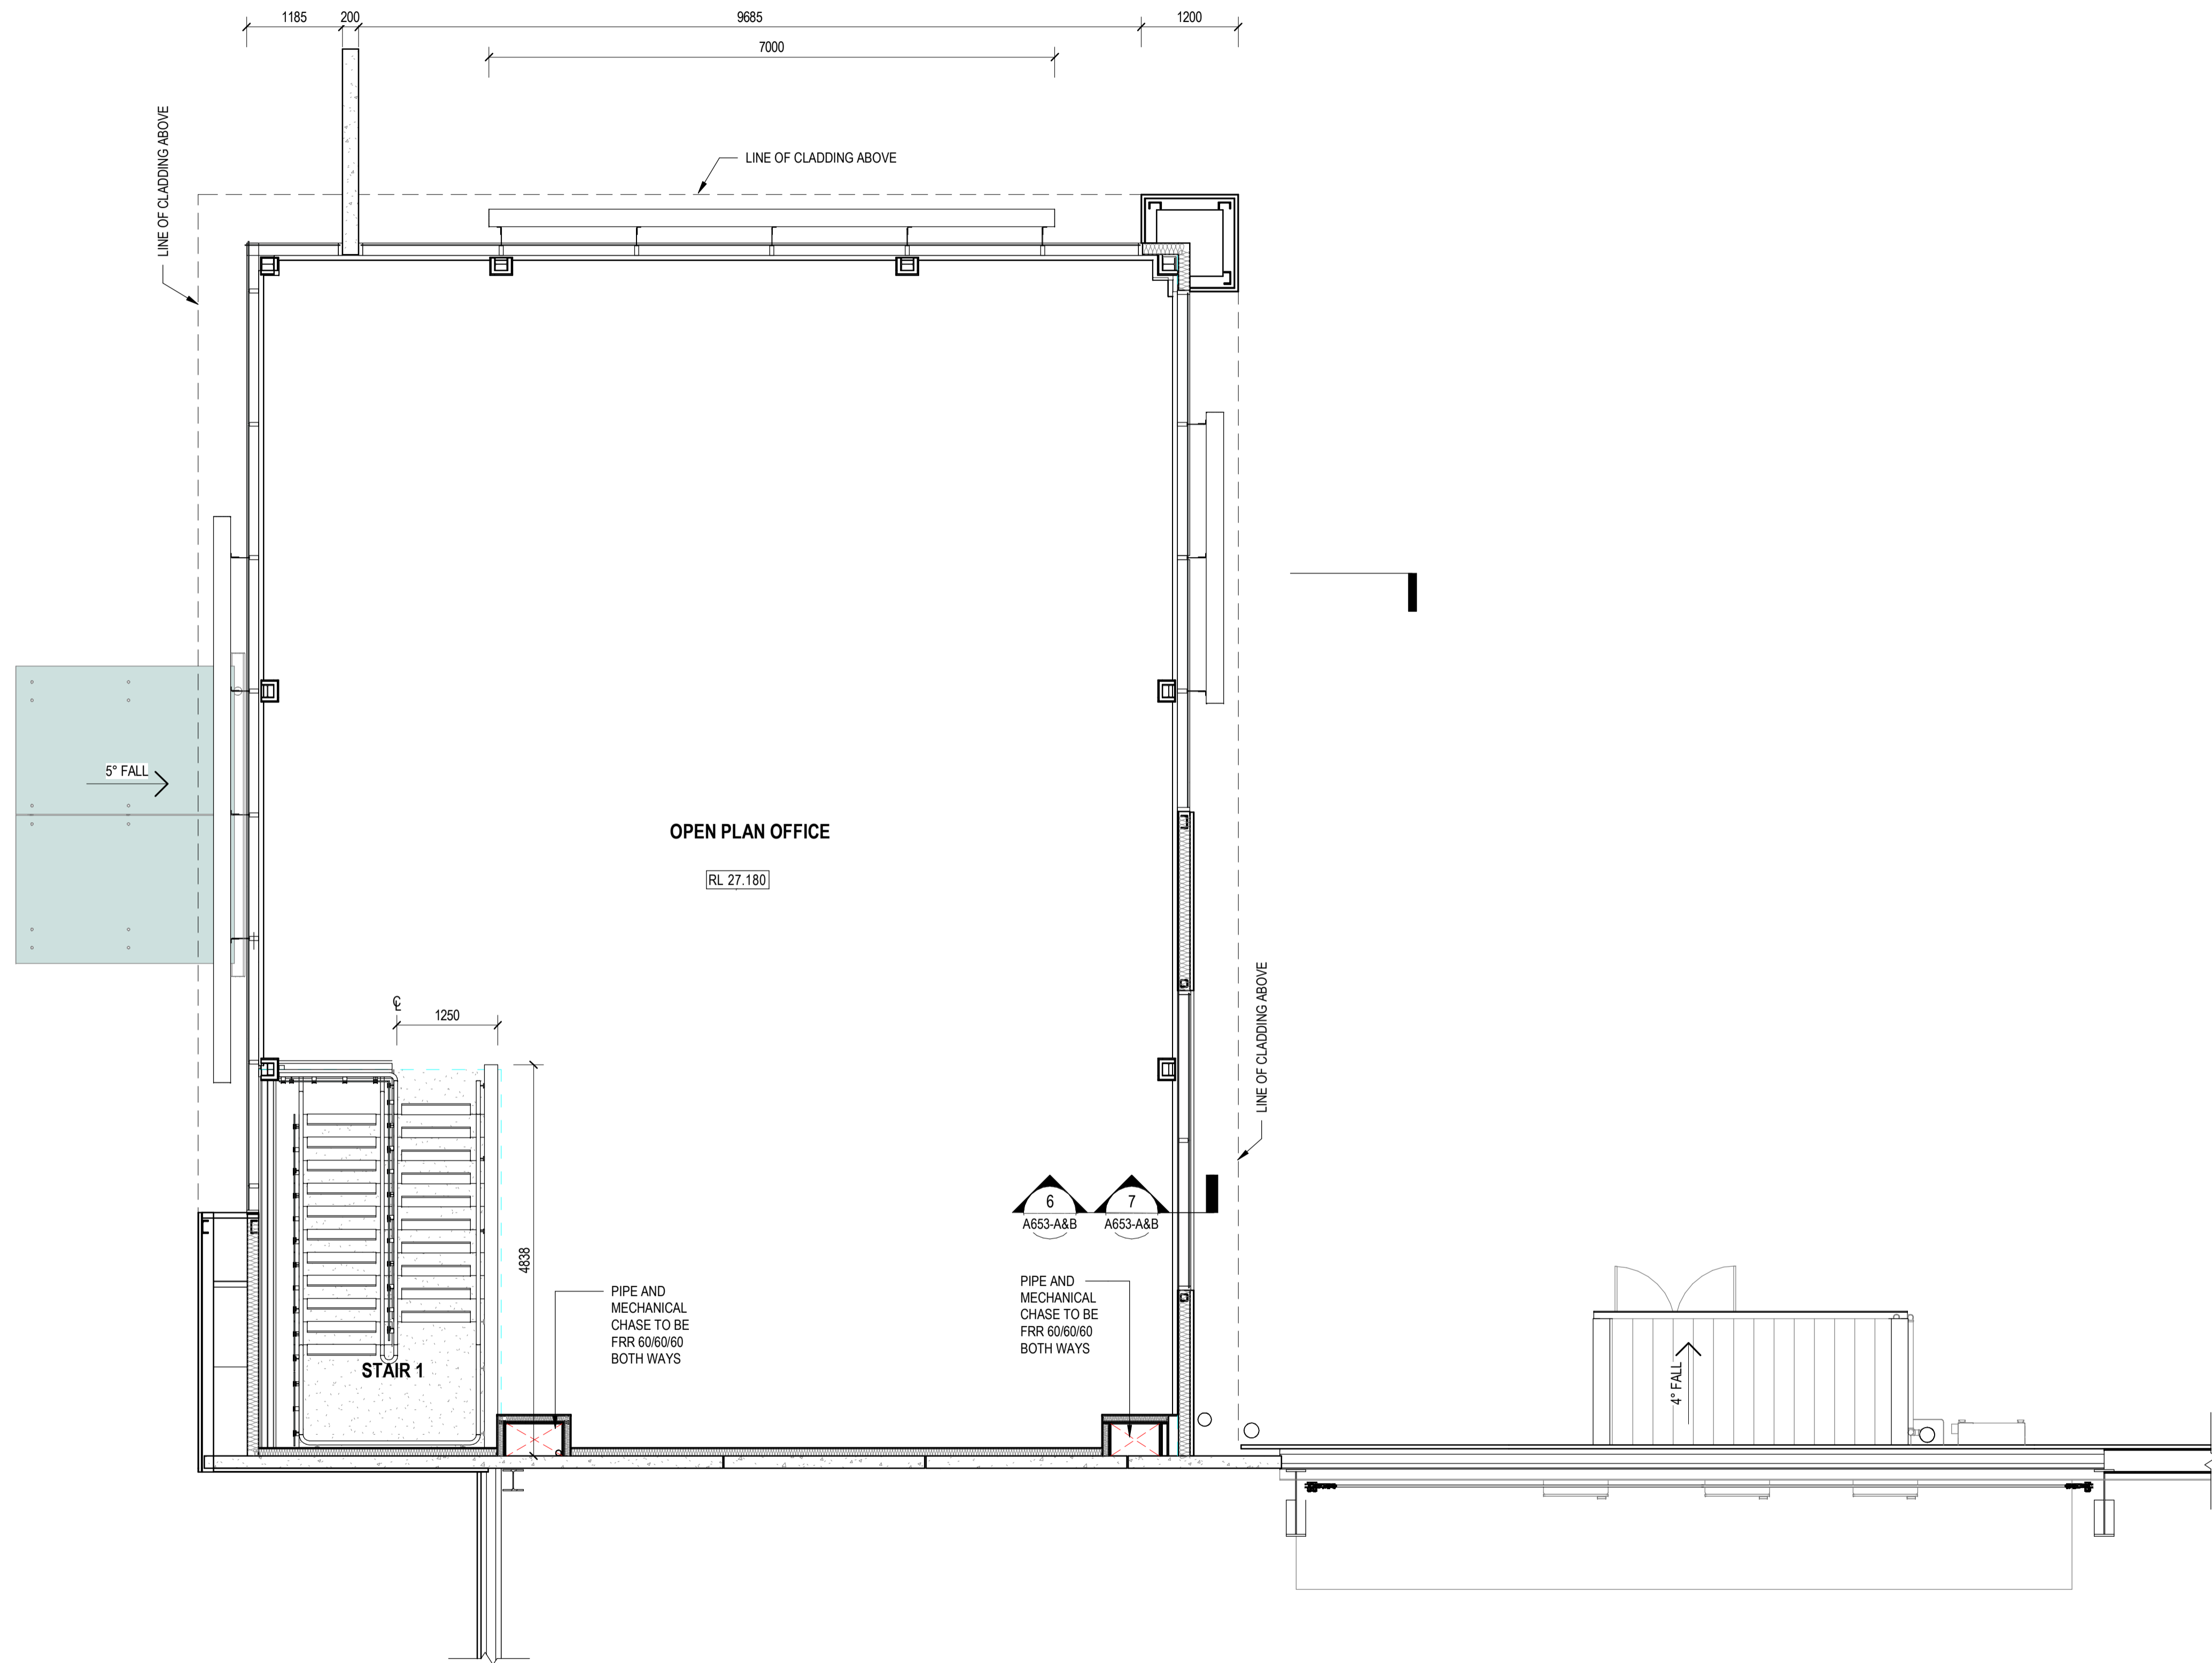 1185
200
9685
1200
7000
LINE OF CLADDING ABOVE
LINE OF CLADDING ABOVE
5° FALL
OPEN PLAN OFFICE
RL 27.180
LINE OF CLADDING ABOVE
℄
1250
4838
6
A653-A&B
7
A653-A&B
PIPE AND
MECHANICAL
CHASE TO BE
FRR 60/60/60
BOTH WAYS
PIPE AND
MECHANICAL
CHASE TO BE
FRR 60/60/60
BOTH WAYS
STAIR 1
4° FALL